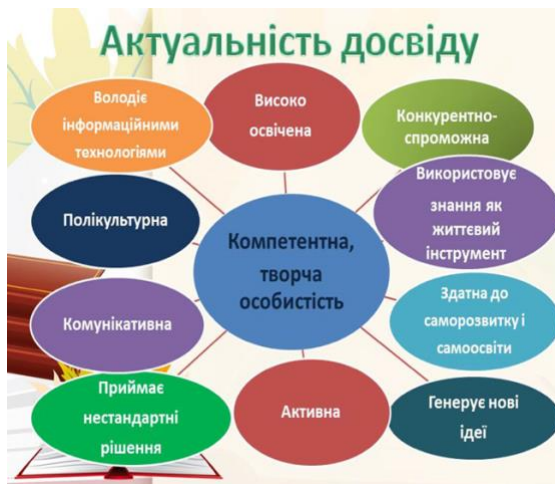 Актуальність досвіду
Володіє
інформаційними
технологіями
Високо
освічена
Конкурентно-
спроможна
Використовує
знання як
життєвий
інструмент
Полікультурна
Компетентна,
творча
особистість
Комунікативна
Здатна до
саморозвитку і
самоосвіти
Приймає
нестандартні
рішення
Активна
Генерує нові
ідеї